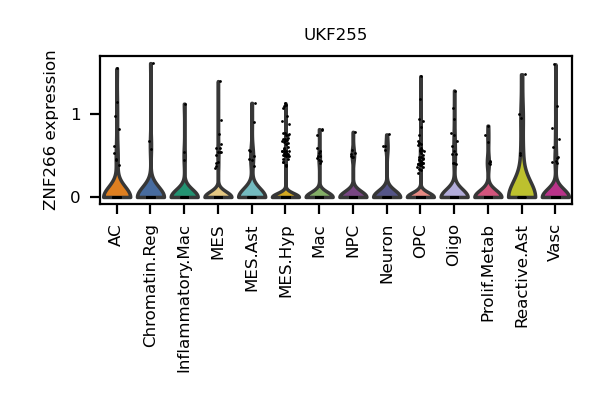 UKF255
ZNF266 expression
1
0
AC
Chromatin.Reg
Inflammatory.Mac
MES
MES.Ast
MES.Hyp
Mac
NPC
Neuron
OPC
Oligo
Prolif.Metab
Reactive.Ast
Vasc